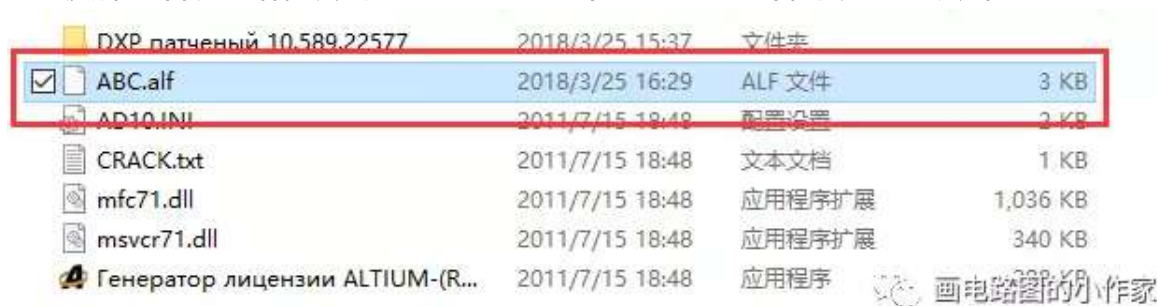 DXP патченый 10.589.22577 2018/3/25 15:37 文件夹
ABC.alf 2018/3/25 16:29 ALF 文件 3 KB
AD10.INI 2011/7/15 18:48 配置设置 2 KB
CRACK.txt 2011/7/15 18:48 文本文档 1 KB
mfc71.dll 2011/7/15 18:48 应用程序扩展 1,036 KB
msvcr71.dll 2011/7/15 18:48 应用程序扩展 340 KB
Генератор лицензии ALTIUM-(R... 2011/7/15 18:48 应用程序
画电路图的小作家